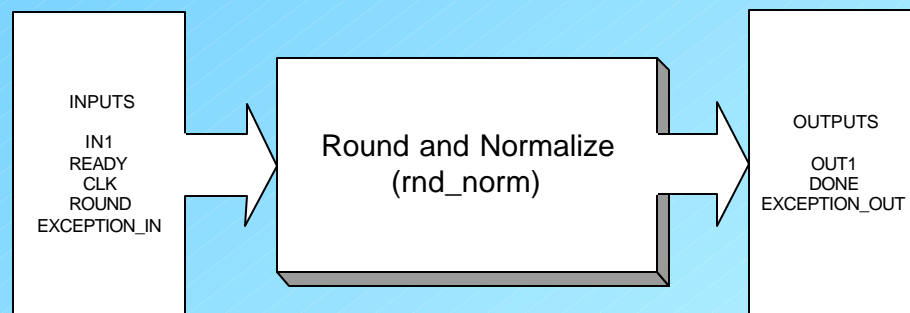 INPUTS
IN1
READY
CLK
ROUND
EXCEPTION_IN
Round and Normalize
(rnd_norm)
OUTPUTS
OUT1
DONE
EXCEPTION_OUT